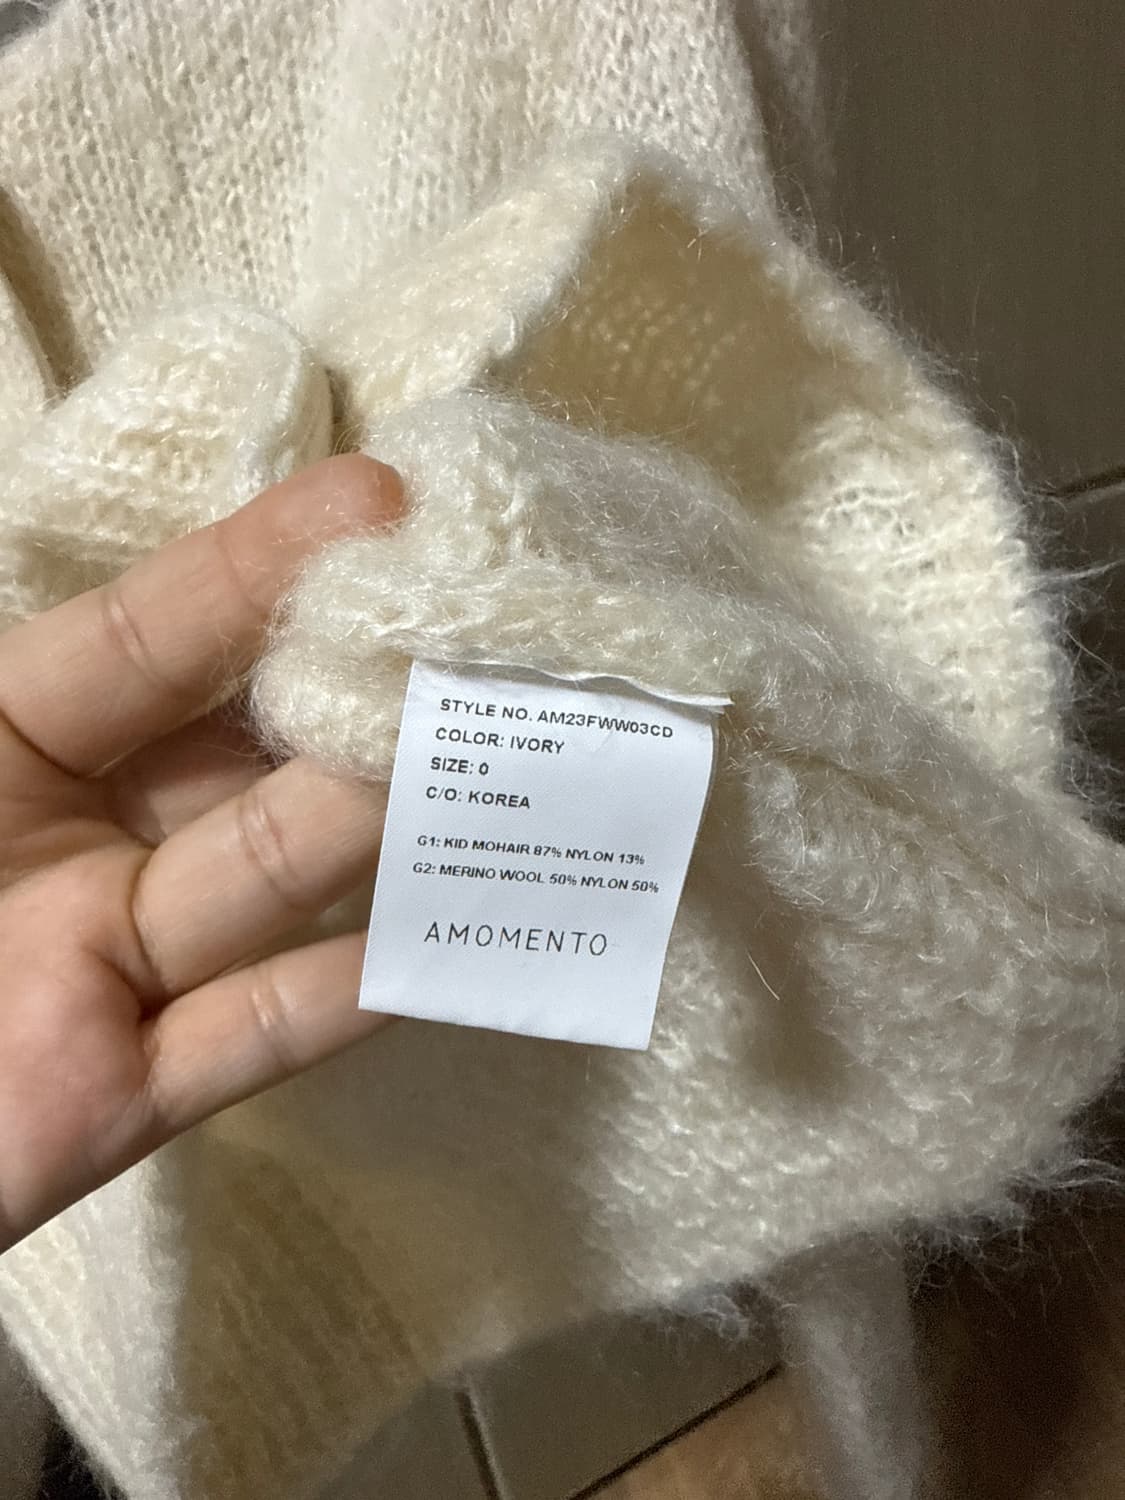 STYLE NO. AM23FWW03CD
COLOR: IVORY
SIZE: 0
C/O: KOREA
G1: KID MOHAIR 87% NYLON 13%
G2: MERINO WOOL 50% NYLON 50%
AMOMENTO